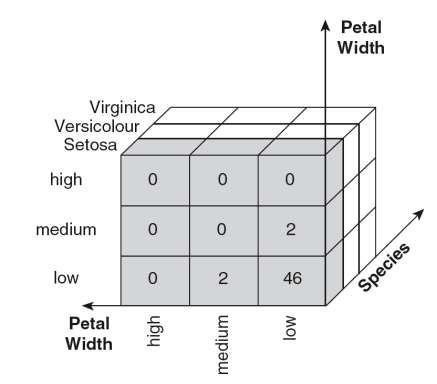 Petal
Width
Virginica
Versicolour
Setosa
high 0 0 0
medium 0 0 2
low 0 2 46
Species
Petal
Width
high
medium
low